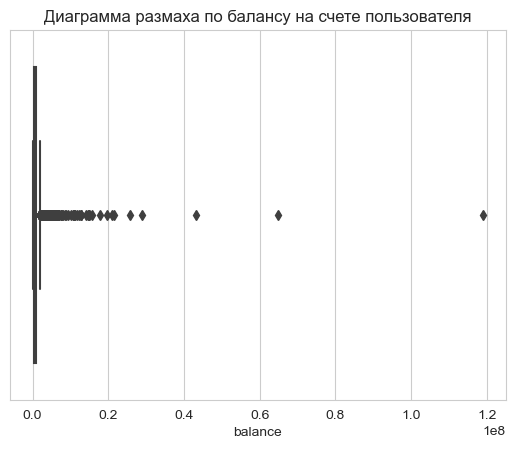 Диаграмма размаха по балансу на счете пользователя
0.0 0.2 0.4 0.6 0.8 1.0 1.2
1e8
balance